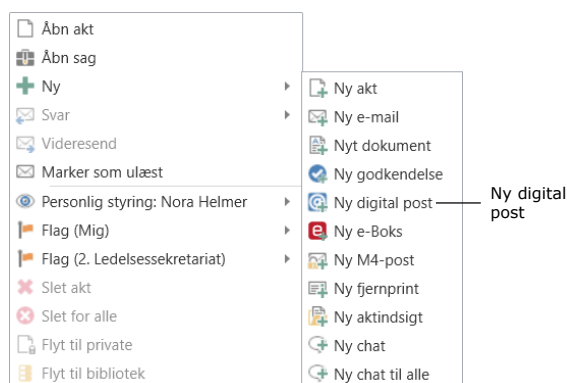 Åbn akt
Åbn sag
Ny
Svar
Videresend
Marker som ulæst
Personlig styring: Nora Helmer
Flag (Mig)
Flag (2. Ledelsessekretariat)
Slet akt
Slet for alle
Flyt til private
Flyt til bibliotek
Ny akt
Ny e-mail
Nyt dokument
Ny godkendelse
Ny digital post
Ny e-Boks
Ny M4-post
Ny fjernprint
Ny aktindsigt
Ny chat
Ny chat til alle
Ny digital
post